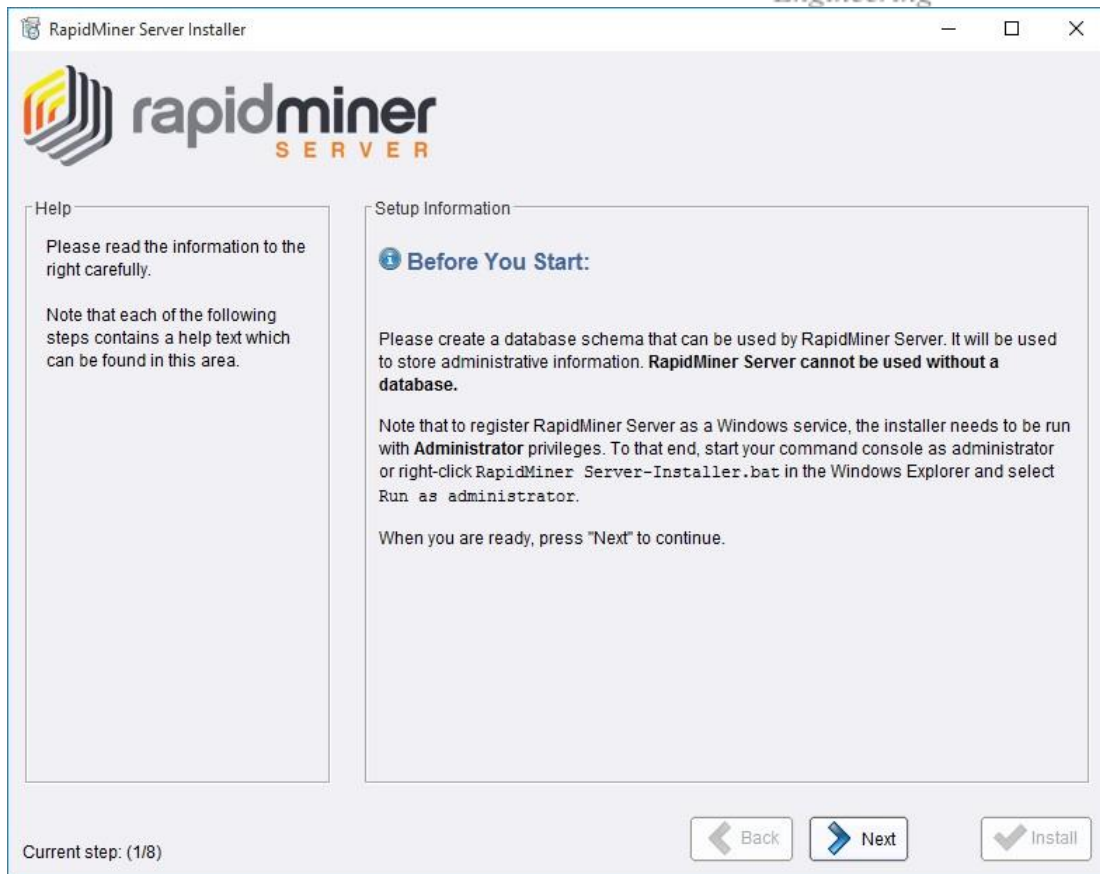 Engineering
RapidMiner Server Installer
rapidminer
SERVER
Help
Please read the information to the
right carefully.
Note that each of the following
steps contains a help text which
can be found in this area.
Setup Information
Before You Start:
Please create a database schema that can be used by RapidMiner Server. It will be used
to store administrative information. RapidMiner Server cannot be used without a
database.
Note that to register RapidMiner Server as a Windows service, the installer needs to be run
with Administrator privileges. To that end, start your command console as administrator
or right-click RapidMiner Server-Installer.bat in the Windows Explorer and select
Run as administrator.
When you are ready, press "Next" to continue.
Current step: (1/8)
Back
Next
Install